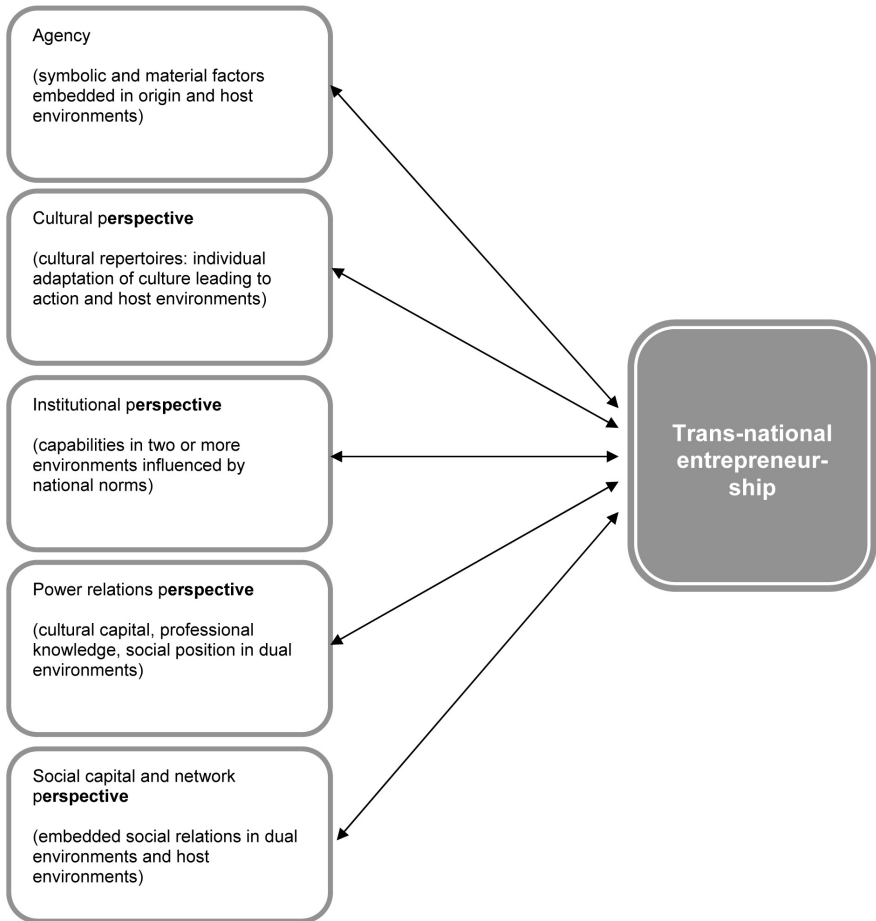 Agency
(symbolic and material factors
embedded in origin and host
environments)
Cultural perspective
(cultural repertoires: individual
adaptation of culture leading to
action and host environments)
Institutional perspective
(capabilities in two or more
environments influenced by
national norms)
Power relations perspective
(cultural capital, professional
knowledge, social position in dual
environments)
Social capital and network
perspective
(embedded social relations in dual
environments and host
environments)
Trans-national
entrepreneur-
ship